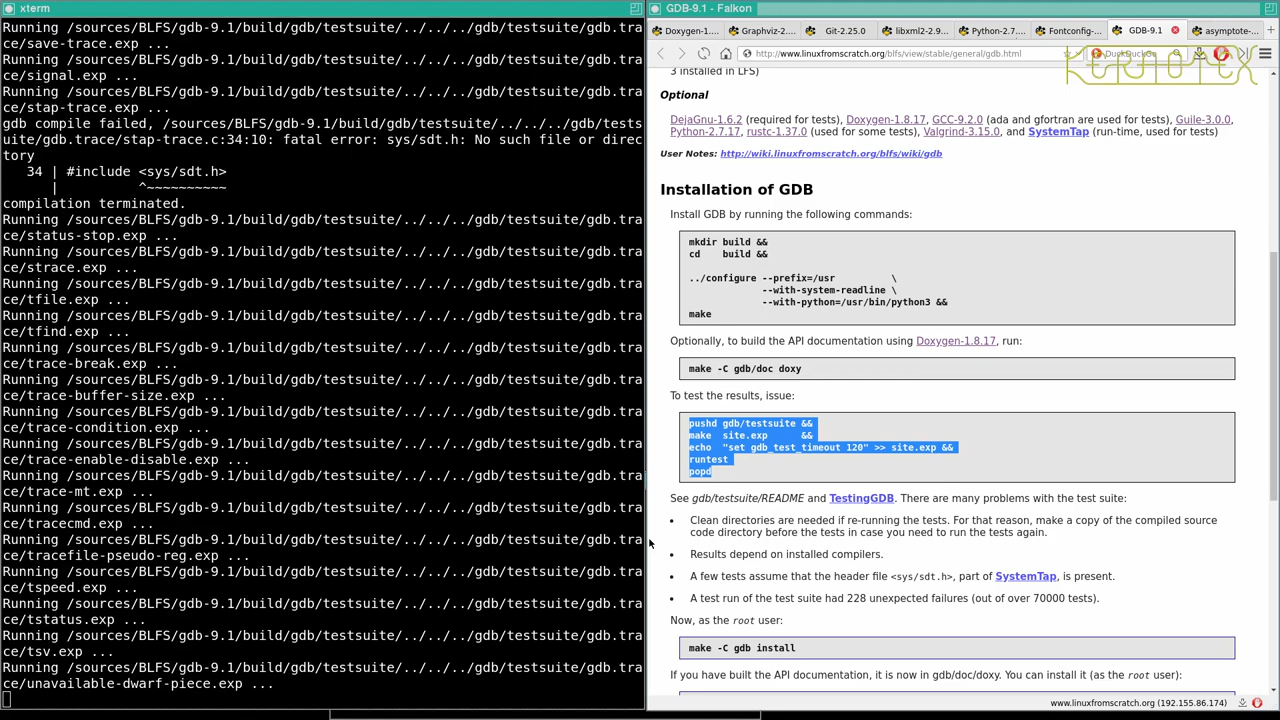 xterm
Running /sources/BLFS/gdb-9.1/build/gdb/testsuite/../../../gdb/testsuite/gdb.tra
ce/save-trace.exp ...
Running /sources/BLFS/gdb-9.1/build/gdb/testsuite/../../../gdb/testsuite/gdb.tra
ce/signal.exp ...
Running /sources/BLFS/gdb-9.1/build/gdb/testsuite/../../../gdb/testsuite/gdb.tra
ce/stap-trace.exp ...
gdb compile failed, /sources/BLFS/gdb-9.1/build/gdb/testsuite/../../../gdb/tests
uite/gdb.trace/stap-trace.c:34:10: fatal error: sys/sdt.h: No such file or direc
tory
34 | #include <sys/sdt.h>
| ^~~~~~~~~~~
compilation terminated.
Running /sources/BLFS/gdb-9.1/build/gdb/testsuite/../../../gdb/testsuite/gdb.tra
ce/status-stop.exp ...
Running /sources/BLFS/gdb-9.1/build/gdb/testsuite/../../../gdb/testsuite/gdb.tra
ce/strace.exp ...
Running /sources/BLFS/gdb-9.1/build/gdb/testsuite/../../../gdb/testsuite/gdb.tra
ce/tfile.exp ...
Running /sources/BLFS/gdb-9.1/build/gdb/testsuite/../../../gdb/testsuite/gdb.tra
ce/tfind.exp ...
Running /sources/BLFS/gdb-9.1/build/gdb/testsuite/../../../gdb/testsuite/gdb.tra
ce/trace-break.exp ...
Running /sources/BLFS/gdb-9.1/build/gdb/testsuite/../../../gdb/testsuite/gdb.tra
ce/trace-buffer-size.exp ...
Running /sources/BLFS/gdb-9.1/build/gdb/testsuite/../../../gdb/testsuite/gdb.tra
ce/trace-condition.exp ...
Running /sources/BLFS/gdb-9.1/build/gdb/testsuite/../../../gdb/testsuite/gdb.tra
ce/trace-enable-disable.exp ...
Running /sources/BLFS/gdb-9.1/build/gdb/testsuite/../../../gdb/testsuite/gdb.tra
ce/trace-mt.exp ...
Running /sources/BLFS/gdb-9.1/build/gdb/testsuite/../../../gdb/testsuite/gdb.tra
ce/tracecmd.exp ...
Running /sources/BLFS/gdb-9.1/build/gdb/testsuite/../../../gdb/testsuite/gdb.tra
ce/tracefile-pseudo-reg.exp ...
Running /sources/BLFS/gdb-9.1/build/gdb/testsuite/../../../gdb/testsuite/gdb.tra
ce/tspeed.exp ...
Running /sources/BLFS/gdb-9.1/build/gdb/testsuite/../../../gdb/testsuite/gdb.tra
ce/tstatus.exp ...
Running /sources/BLFS/gdb-9.1/build/gdb/testsuite/../../../gdb/testsuite/gdb.tra
ce/tsv.exp ...
Running /sources/BLFS/gdb-9.1/build/gdb/testsuite/../../../gdb/testsuite/gdb.tra
ce/unavailable-dwarf-piece.exp ...
GDB-9.1 - Falkon
Doxygen-1.... Graphviz-2.... Git-2.25.0 libxml2-2.9... Python-2.7.... Fontconfig-... GDB-9.1 asymptote-...
http://www.linuxfromscratch.org/blfs/view/stable/general/gdb.html DuckDuckGo
3 installed in LFS)
Optional
DejaGnu-1.6.2 (required for tests), Doxygen-1.8.17, GCC-9.2.0 (ada and gfortran are used for tests), Guile-3.0.0,
Python-2.7.17, rustc-1.37.0 (used for some tests), Valgrind-3.15.0, and SystemTap (run-time, used for tests)
User Notes: http://wiki.linuxfromscratch.org/blfs/wiki/gdb
Installation of GDB
Install GDB by running the following commands:
mkdir build &&
cd build &&
../configure --prefix=/usr \
--with-system-readline \
--with-python=/usr/bin/python3 &&
make
Optionally, to build the API documentation using Doxygen-1.8.17, run:
make -C gdb/doc doxy
To test the results, issue:
pushd gdb/testsuite &&
make site.exp &&
echo "set gdb_test_timeout 120" >> site.exp &&
runtest
popd
See gdb/testsuite/README and TestingGDB. There are many problems with the test suite:
• Clean directories are needed if re-running the tests. For that reason, make a copy of the compiled source
code directory before the tests in case you need to run the tests again.
• Results depend on installed compilers.
• A few tests assume that the header file <sys/sdt.h>, part of SystemTap, is present.
• A test run of the test suite had 228 unexpected failures (out of over 70000 tests).
Now, as the root user:
make -C gdb install
If you have built the API documentation, it is now in gdb/doc/doxy. You can install it (as the root user):
www.linuxfromscratch.org (192.155.86.174)